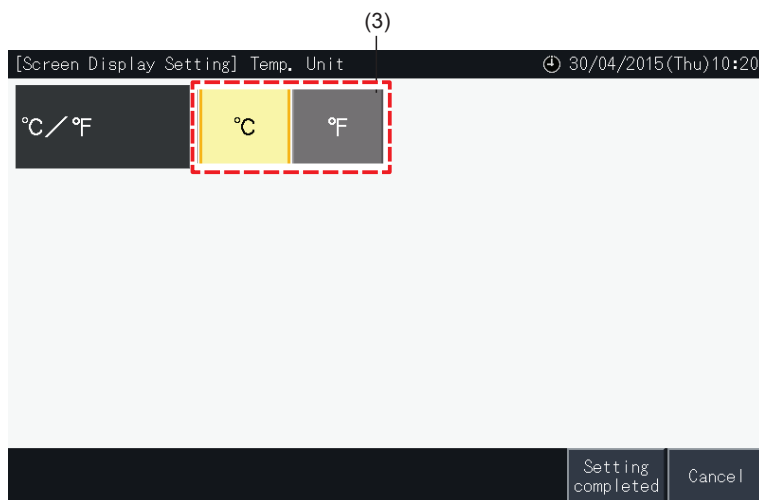 (3)
[Screen Display Setting] Temp. Unit 30/04/2015(Thu)10:20
℃/℉ ℃ ℉
Setting
completed Cancel